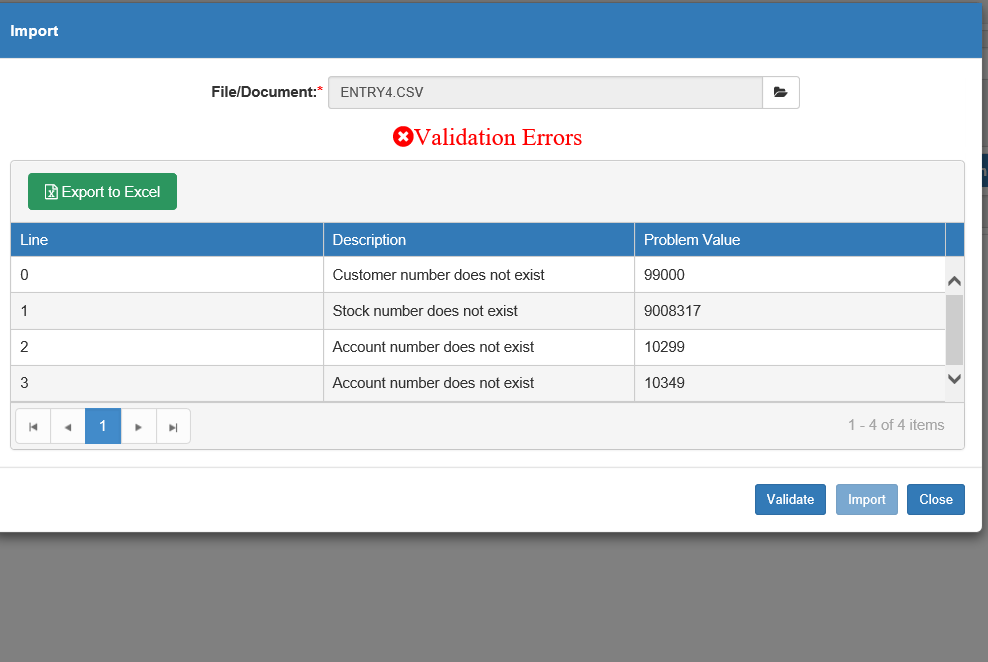 Import
File/Document:* ENTRY4.CSV
Validation Errors
Export to Excel
Line Description Problem Value
0 Customer number does not exist 99000
1 Stock number does not exist 9008317
2 Account number does not exist 10299
3 Account number does not exist 10349
1 1 - 4 of 4 items
Validate Import Close